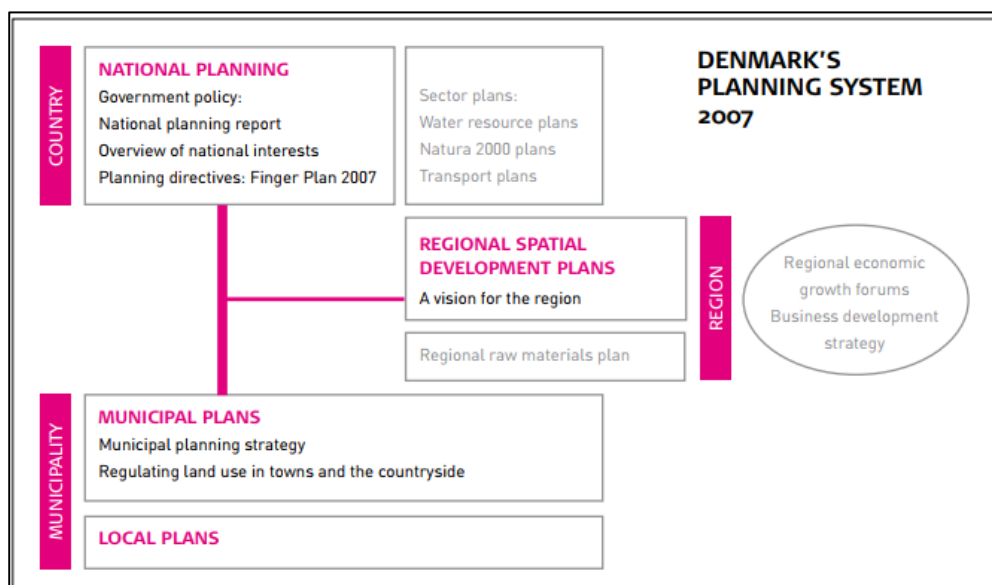 DENMARK'S
PLANNING SYSTEM
2007
COUNTRY
NATIONAL PLANNING
Government policy:
National planning report
Overview of national interests
Planning directives: Finger Plan 2007
Sector plans:
Water resource plans
Natura 2000 plans
Transport plans
REGIONAL SPATIAL
DEVELOPMENT PLANS
A vision for the region
Regional raw materials plan
REGION
Regional economic
growth forums
Business development
strategy
MUNICIPALITY
MUNICIPAL PLANS
Municipal planning strategy
Regulating land use in towns and the countryside
LOCAL PLANS